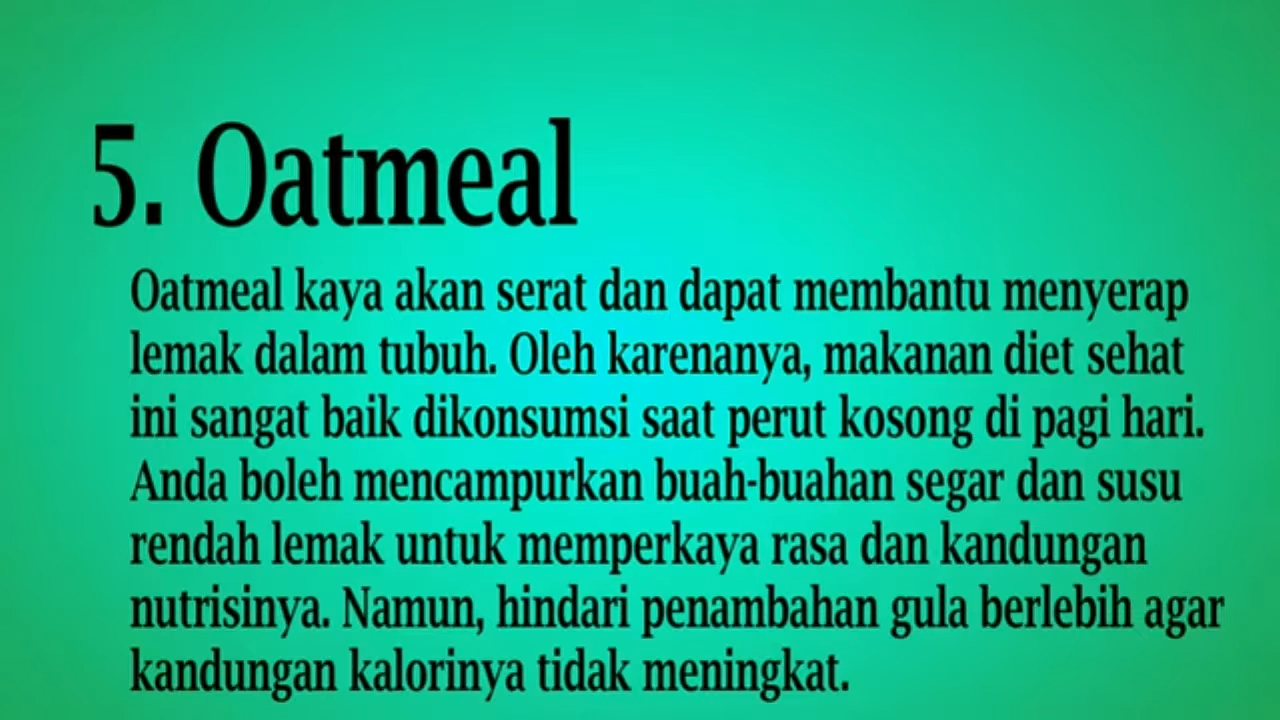 5. Oatmeal
Oatmeal kaya akan serat dan dapat membantu menyerap
lemak dalam tubuh. Oleh karenanya, makanan diet sehat
ini sangat baik dikonsumsi saat perut kosong di pagi hari.
Anda boleh mencampurkan buah-buahan segar dan susu
rendah lemak untuk memperkaya rasa dan kandungan
nutrisinya. Namun, hindari penambahan gula berlebih agar
kandungan kalorinya tidak meningkat.